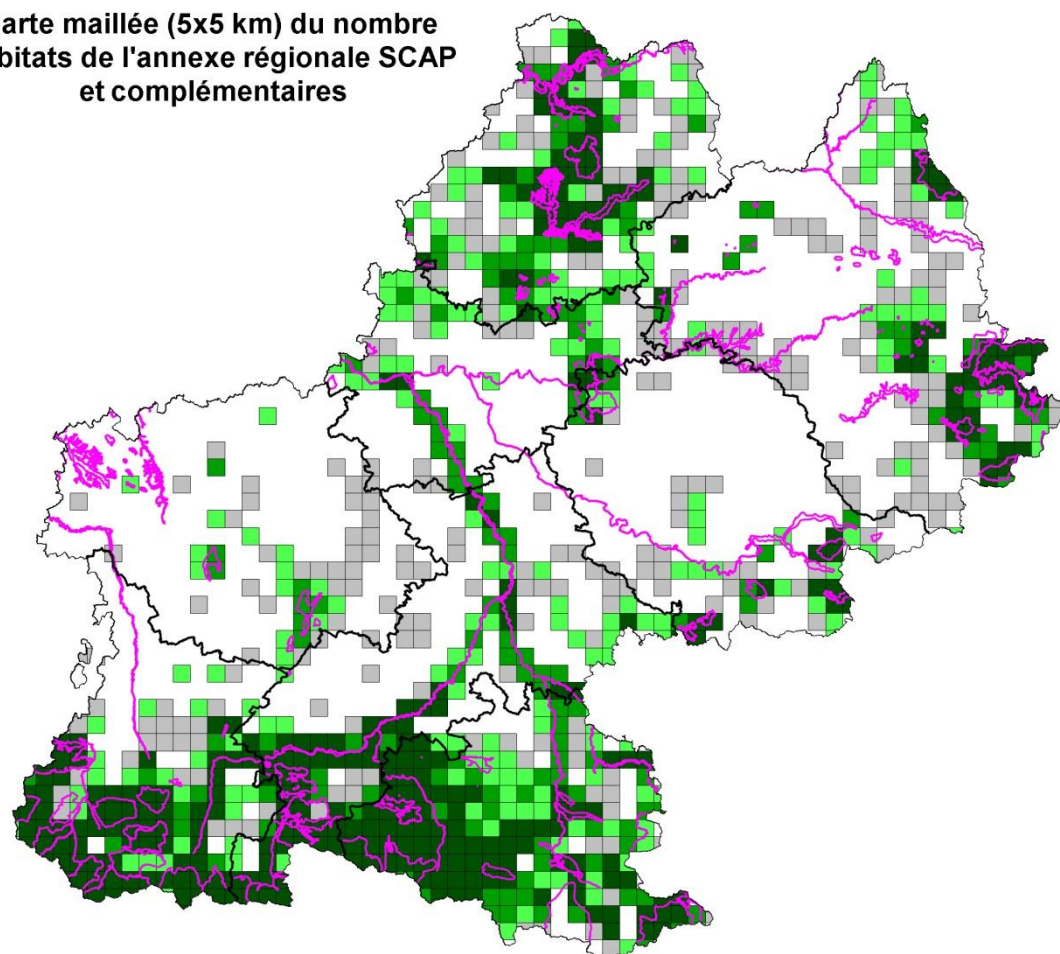 arte maillée (5x5 km) du nombre
bitats de l'annexe régionale SCAP
et complémentaires